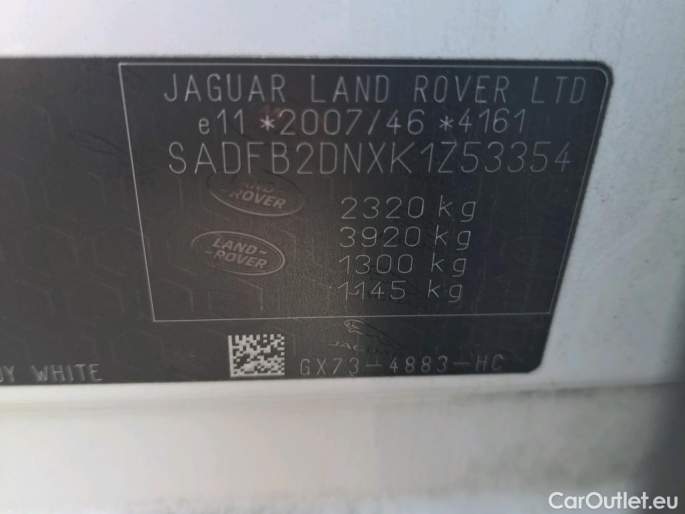 JAGUAR LAND ROVER LTD
e11 *2007/46 *4161
SADFB2DNXK1Z53354
LAND ROVER
2320 kg
3920 kg
LAND-
ROVER
1300 kg
1145 kg
WHITE
GX73-4883-HC
CarOutlet.eu